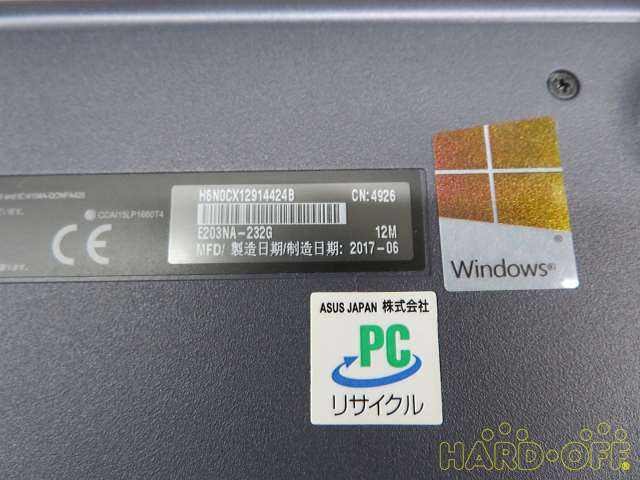 H6N0CX12914424B CN:4926
E203NA-232G 12M
MFD/ 製造日期/制造日期: 2017-06
CCAI15LP1660T4
CE
Windows®
ASUS JAPAN 株式会社
PC
リサイクル
HARD-OFF